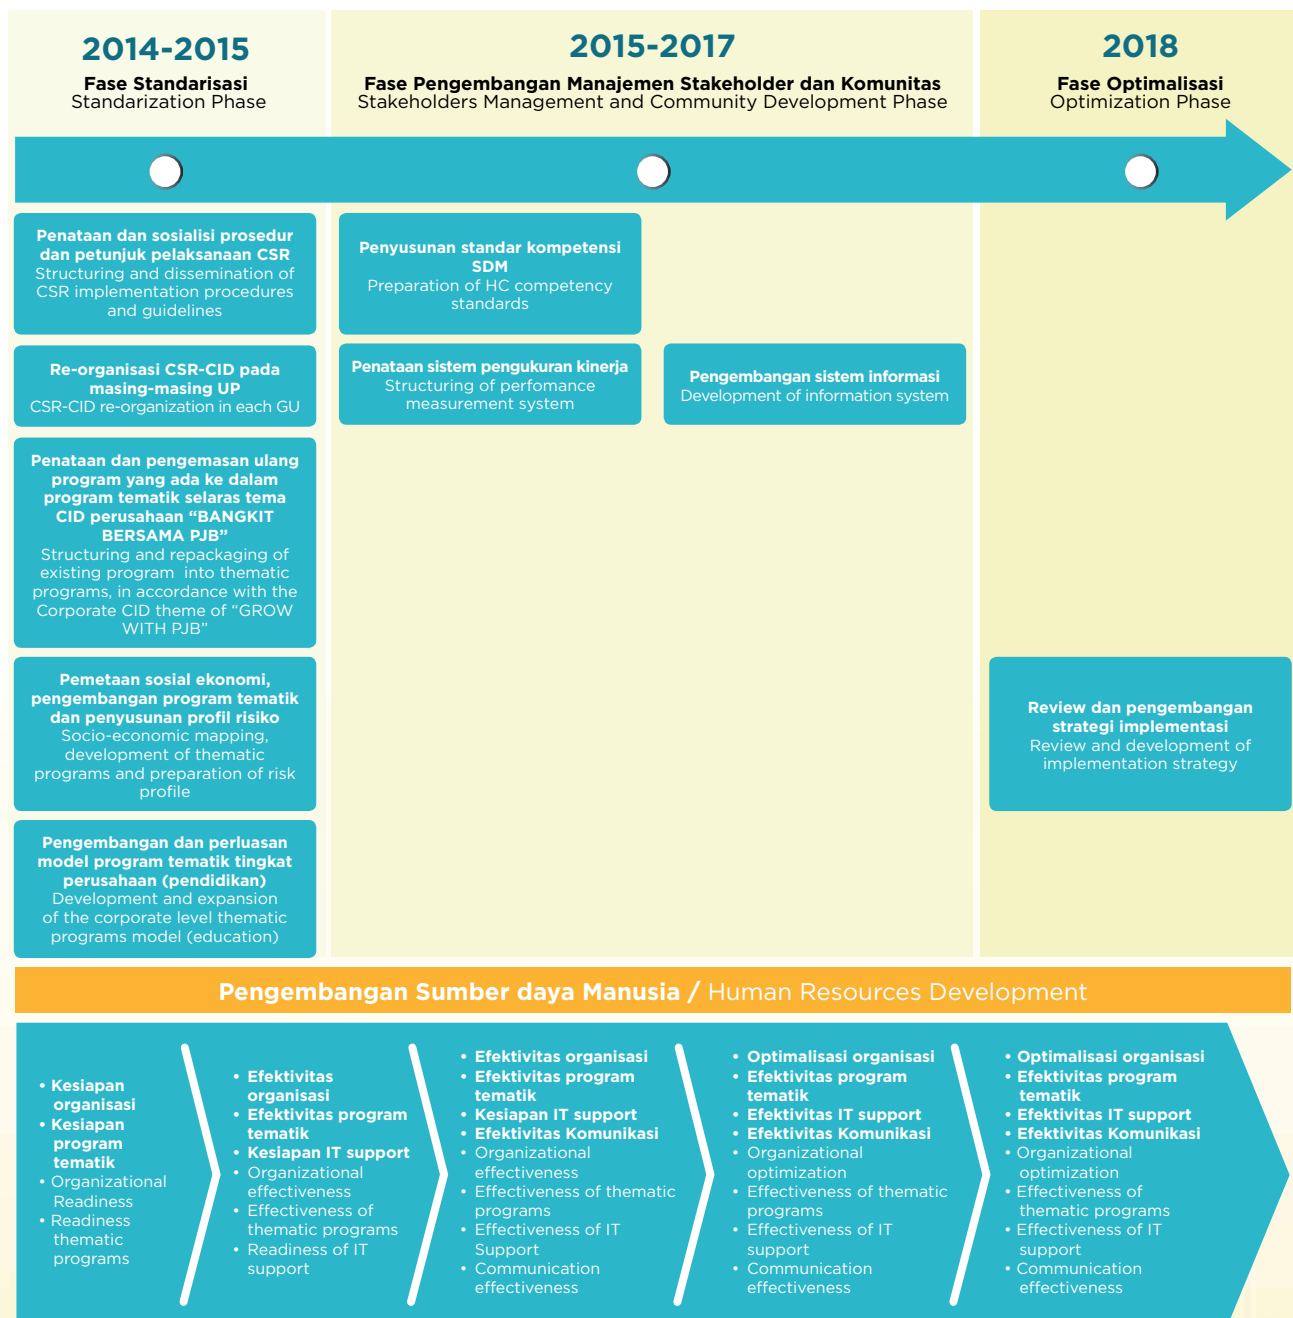 2014-2015
Fase Standarisasi
Standarization Phase
2015-2017
Fase Pengembangan Manajemen Stakeholder dan Komunitas
Stakeholders Management and Community Development Phase
2018
Fase Optimalisasi
Optimization Phase
Penataan dan sosialisi prosedur
dan petunjuk pelaksanaan CSR
Structuring and dissemination of
CSR implementation procedures
and guidelines
Re-organisasi CSR-CID pada
masing-masing UP
CSR-CID re-organization in each GU
Penataan dan pengemasan ulang
program yang ada ke dalam
program tematik selaras tema
CID perusahaan “BANGKIT
BERSAMA PJB”
Structuring and repackaging of
existing program into thematic
programs, in accordance with the
Corporate CID theme of “GROW
WITH PJB”
Pemetaan sosial ekonomi,
pengembangan program tematik
dan penyusunan profil risiko
Socio-economic mapping,
development of thematic
programs and preparation of risk
profile
Pengembangan dan perluasan
model program tematik tingkat
perusahaan (pendidikan)
Development and expansion
of the corporate level thematic
programs model (education)
Penyusunan standar kompetensi
SDM
Preparation of HC competency
standards
Penataan sistem pengukuran kinerja
Structuring of perfomance
measurement system
Pengembangan sistem informasi
Development of information system
Review dan pengembangan
strategi implementasi
Review and development of
implementation strategy
Pengembangan Sumber daya Manusia / Human Resources Development
• Kesiapan
organisasi
• Kesiapan
program
tematik
• Organizational
Readiness
• Readiness
thematic
programs
• Efektivitas
organisasi
• Efektivitas program
tematik
• Kesiapan IT support
• Organizational
effectiveness
• Effectiveness of
thematic programs
• Readiness of IT
support
• Efektivitas organisasi
• Efektivitas program
tematik
• Kesiapan IT support
• Efektivitas Komunikasi
• Organizational
effectiveness
• Effectiveness of thematic
programs
• Effectiveness of IT
Support
• Communication
effectiveness
• Optimalisasi organisasi
• Efektivitas program
tematik
• Efektivitas IT support
• Efektivitas Komunikasi
• Organizational
optimization
• Effectiveness of thematic
programs
• Effectiveness of IT
support
• Communication
effectiveness
• Optimalisasi organisasi
• Efektivitas program
tematik
• Efektivitas IT support
• Efektivitas Komunikasi
• Organizational
optimization
• Effectiveness of
thematic programs
• Effectiveness of IT
support
• Communication
effectiveness